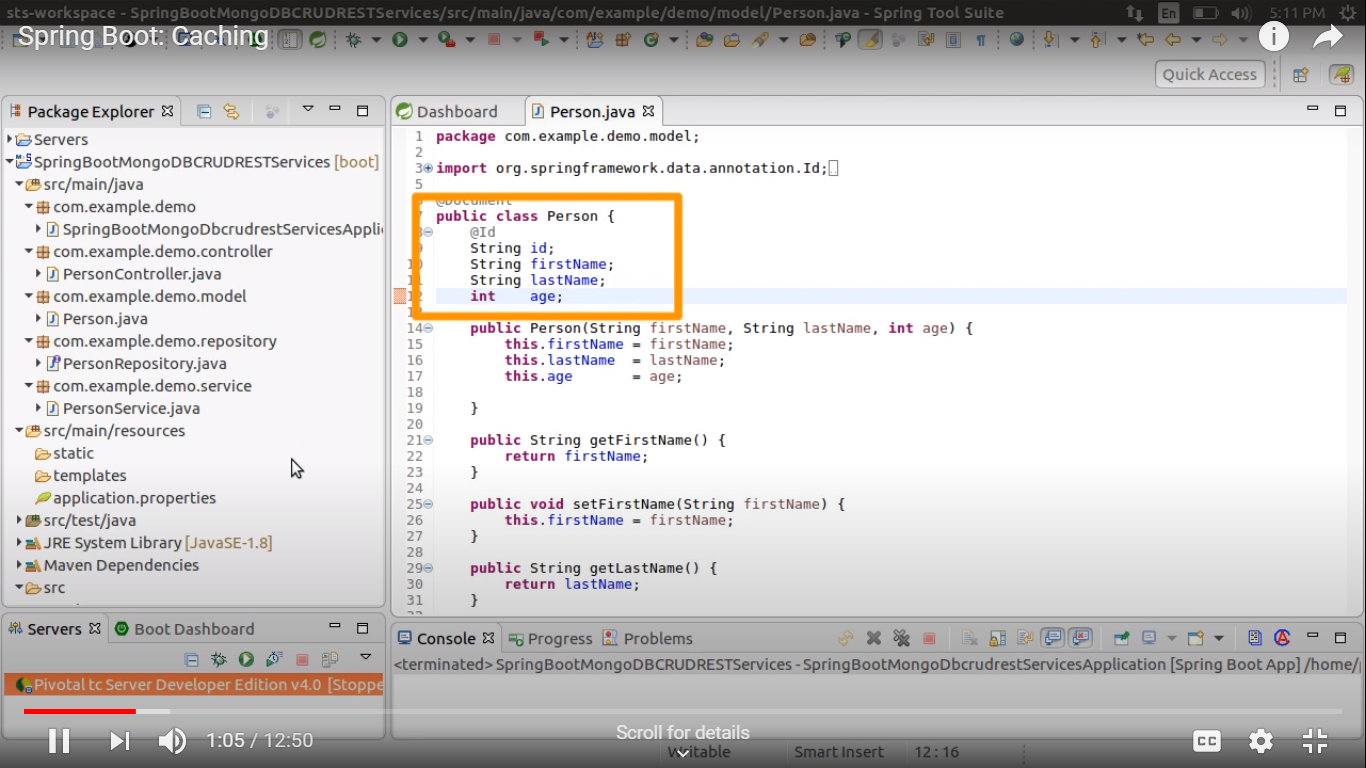 sts-workspace - SpringBootMongoDBCRUDRESTServices/src/main/java/com/example/demo/model/Person.java - Spring Tool Suite
En
5:11 PM
Spring Boot: Caching
Quick Access
Package Explorer
Servers
SpringBootMongoDBCRUDRESTServices [boot]
src/main/java
com.example.demo
SpringBootMongoDbcrudrestServicesAppli
com.example.demo.controller
PersonController.java
com.example.demo.model
Person.java
com.example.demo.repository
PersonRepository.java
com.example.demo.service
PersonService.java
src/main/resources
static
templates
application.properties
src/test/java
JRE System Library [JavaSE-1.8]
Maven Dependencies
src
Dashboard
Person.java
1 package com.example.demo.model;
2
3 import org.springframework.data.annotation.Id;
5
@Document
public class Person {
@Id
String id;
10 String firstName;
11 String lastName;
12 int age;
14 public Person(String firstName, String lastName, int age) {
15 this.firstName = firstName;
16 this.lastName = lastName;
17 this.age = age;
18
19 }
20
21 public String getFirstName() {
22 return firstName;
23 }
24
25 public void setFirstName(String firstName) {
26 this.firstName = firstName;
27 }
28
29 public String getLastName() {
30 return lastName;
31 }
Servers
Boot Dashboard
Pivotal tc Server Developer Edition v4.0 [Stoppe
Console
Progress
Problems
<terminated> SpringBootMongoDBCRUDRESTServices - SpringBootMongoDbcrudrestServicesApplication [Spring Boot App] /home/
1:05 / 12:50
Scroll for details
CC
Writable
Smart Insert
12 : 16